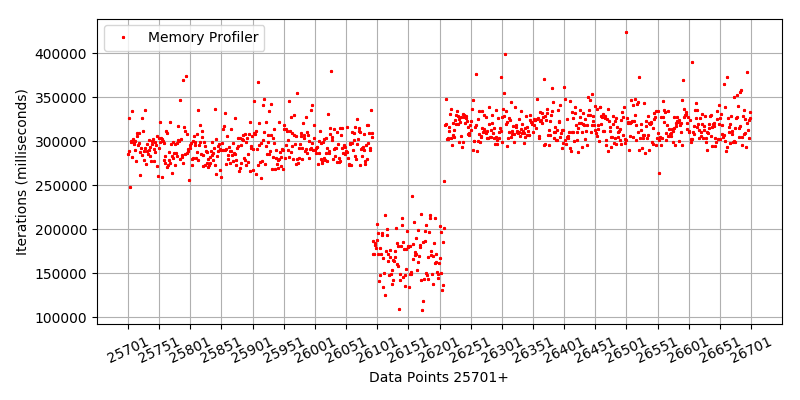 Memory Profiler
400000
350000
300000
250000
200000
150000
100000
Iterations (milliseconds)
25701 25751 25801 25851 25901 25951 26001 26051 26101 26151 26201 26251 26301 26351 26401 26451 26501 26551 26601 26651 26701
Data Points 25701+